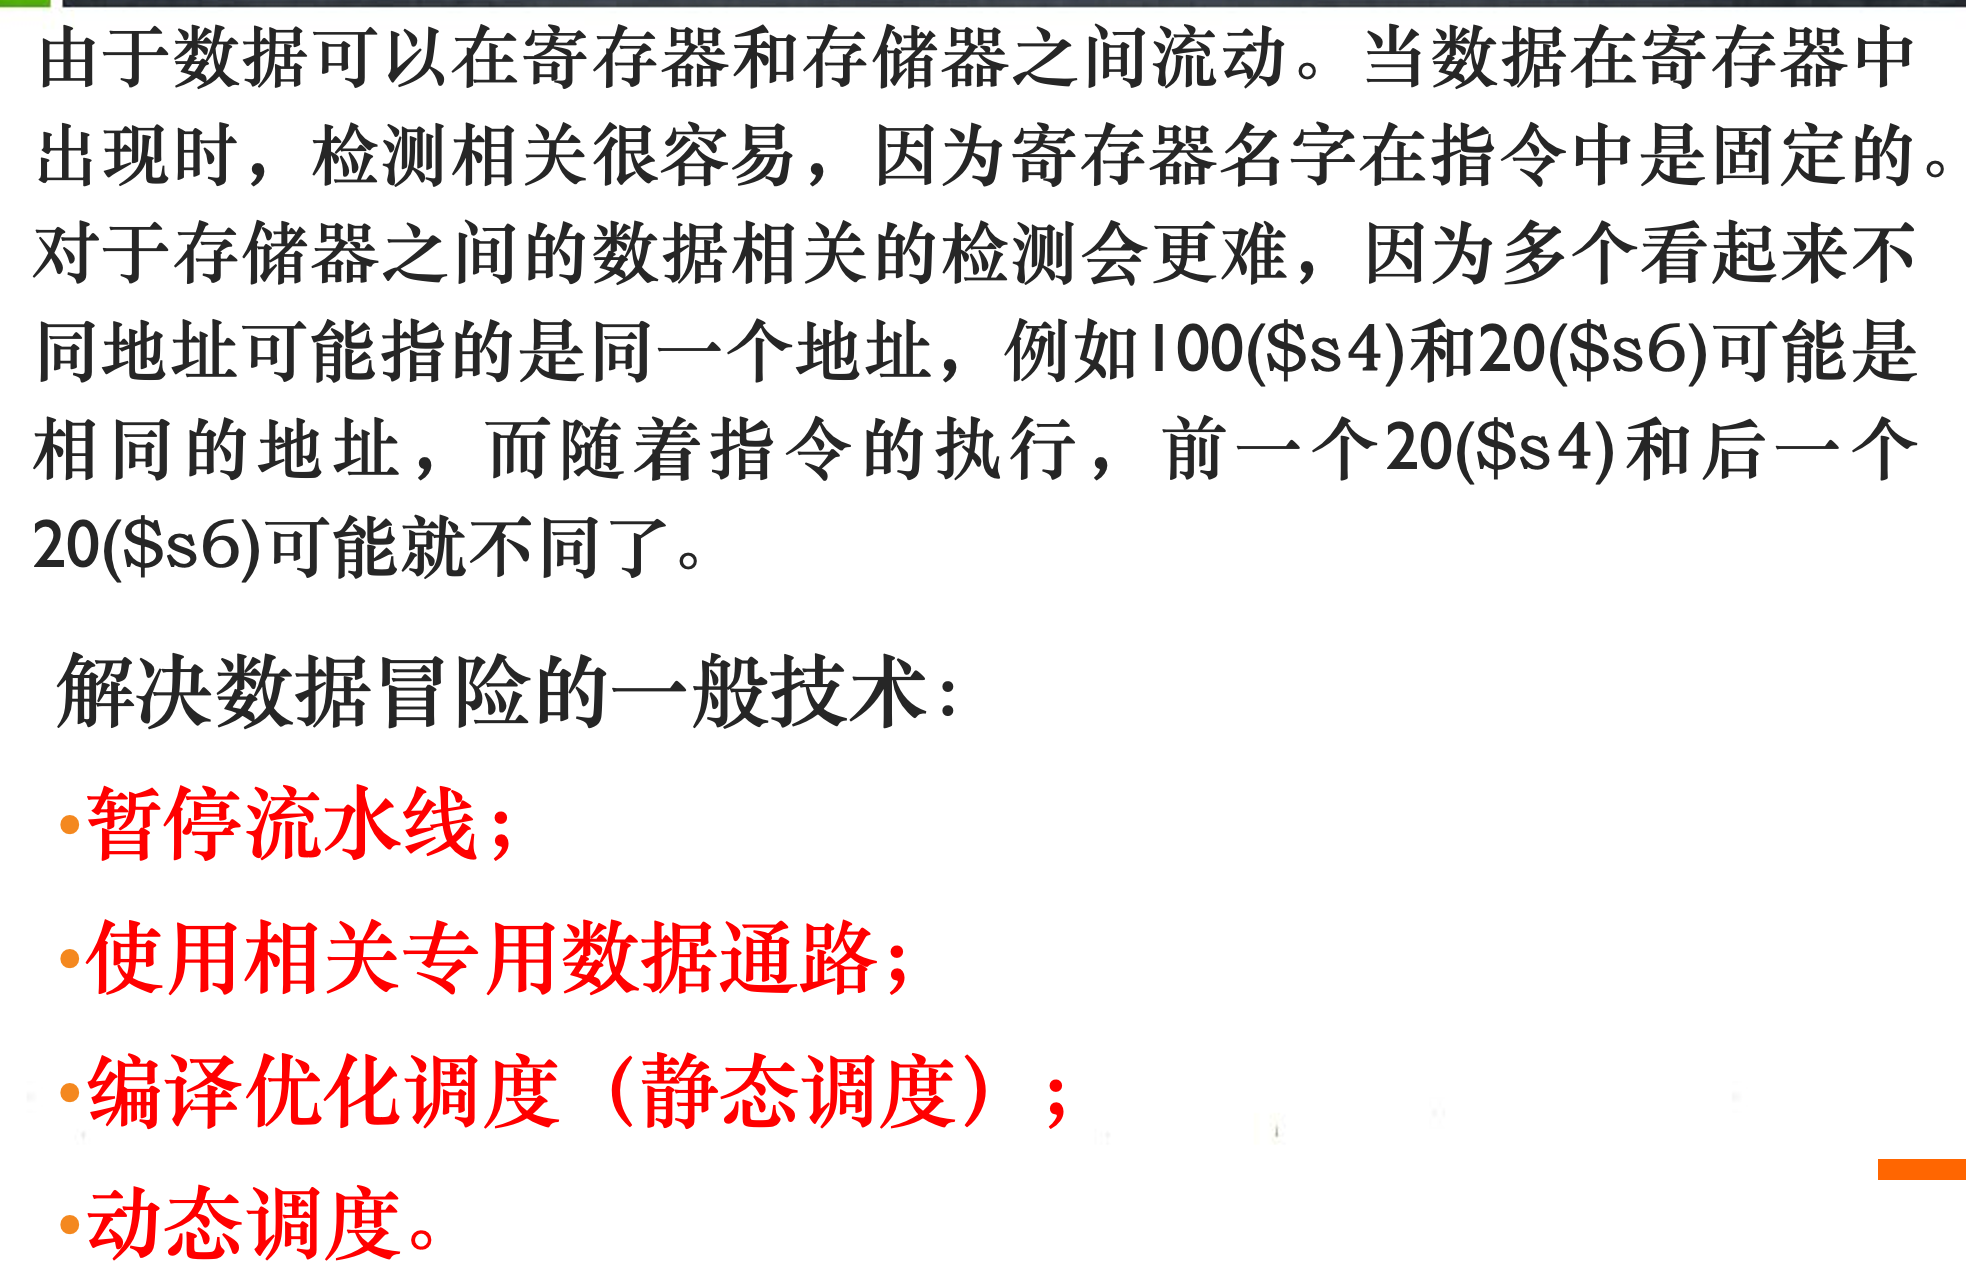 由于数据可以在寄存器和存储器之间流动。当数据在寄存器中
出现时，检测相关很容易，因为寄存器名字在指令中是固定的。
对于存储器之间的数据相关的检测会更难，因为多个看起来不
同地址可能指的是同一个地址，例如100($s4)和20($s6)可能是
相同的地址，而随着指令的执行，前一个20($s4)和后一个
20($s6)可能就不同了。
解决数据冒险的一般技术：
•暂停流水线；
•使用相关专用数据通路；
•编译优化调度（静态调度）；
•动态调度。